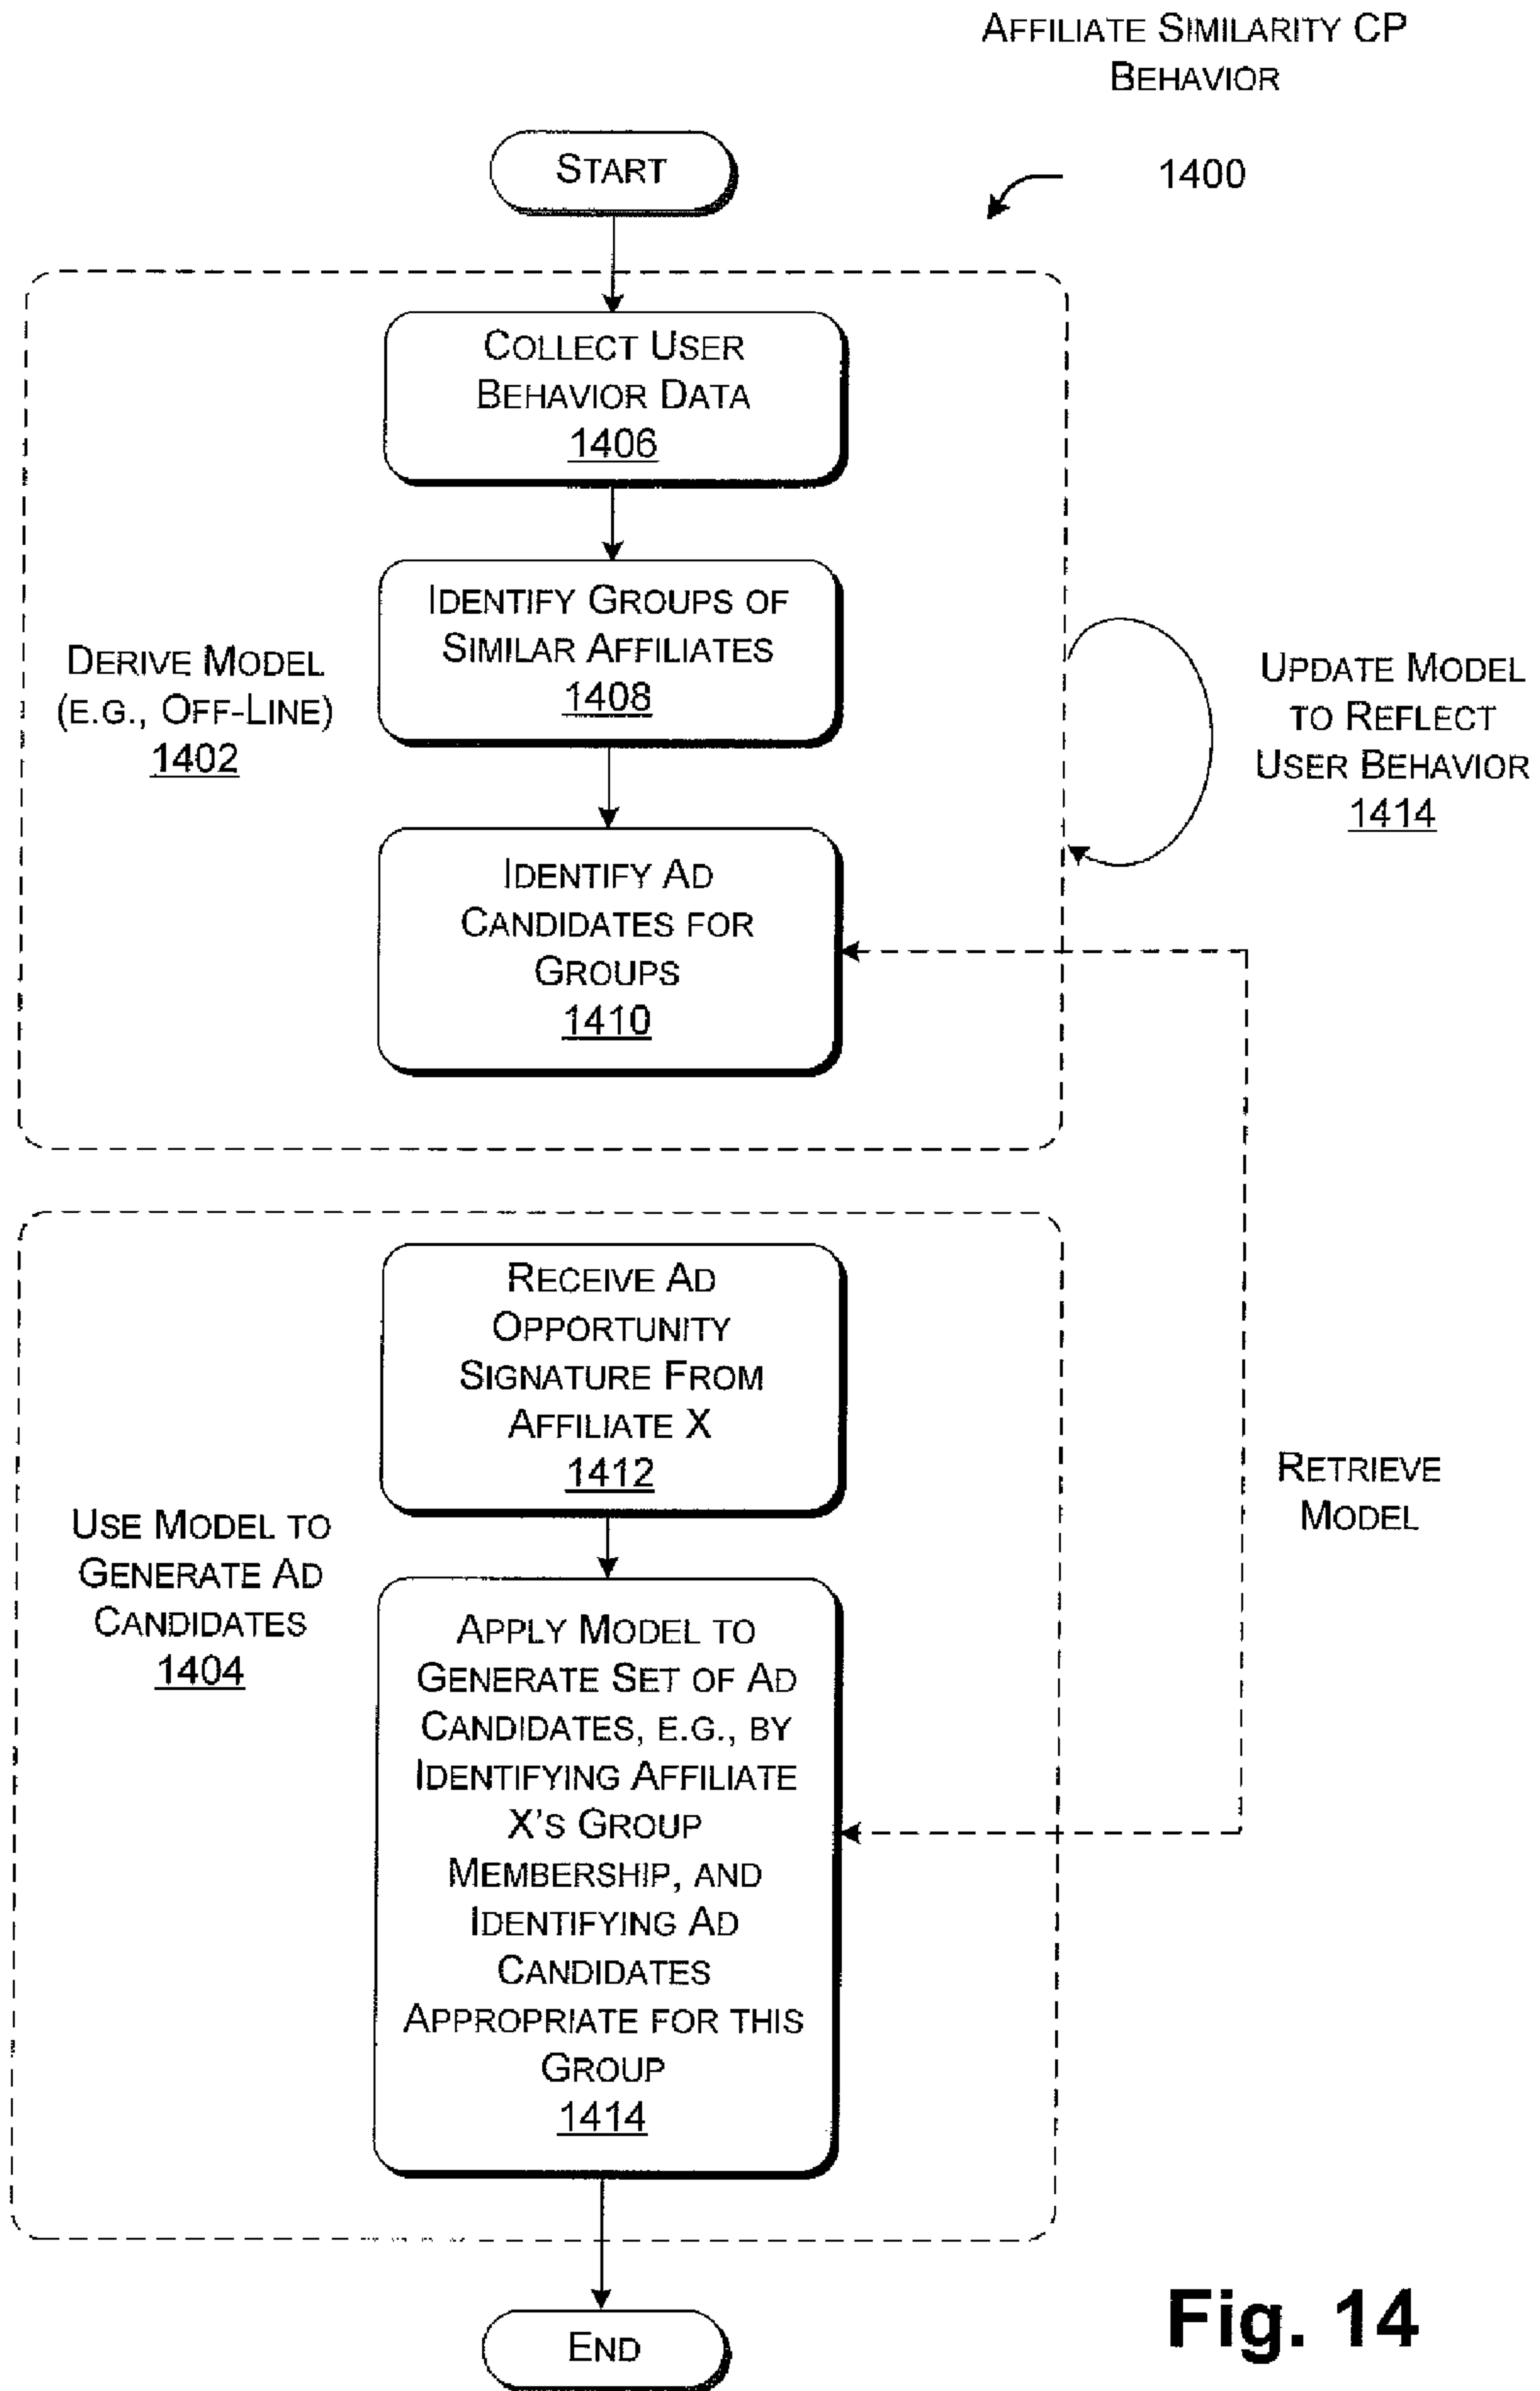 AFFILIATE SIMILARITY CP
BEHAVIOR
1400
START
COLLECT USER
BEHAVIOR DATA
1406
IDENTIFY GROUPS OF
SIMILAR AFFILIATES
1408
DERIVE MODEL
(E.G., OFF-LINE)
1402
UPDATE MODEL
TO REFLECT
USER BEHAVIOR
1414
IDENTIFY AD
CANDIDATES FOR
GROUPS
1410
RECEIVE AD
OPPORTUNITY
SIGNATURE FROM
AFFILIATE X
1412
RETRIEVE
MODEL
USE MODEL TO
GENERATE AD
CANDIDATES
1404
APPLY MODEL TO
GENERATE SET OF AD
CANDIDATES, E.G., BY
IDENTIFYING AFFILIATE
X'S GROUP
MEMBERSHIP, AND
IDENTIFYING AD
CANDIDATES
APPROPRIATE FOR THIS
GROUP
1414
END
Fig. 14